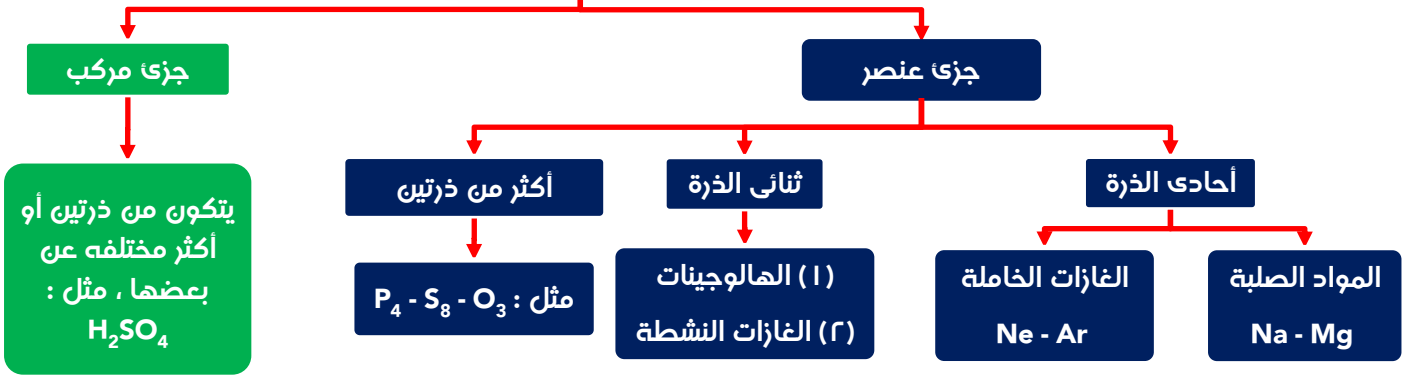 جزئ عنصر
جزئ مركب
أحادى الذرة
ثنائى الذرة
أكثر من ذرتين
المواد الصلبة
Na - Mg
الغازات الخاملة
Ne - Ar
(١) الهالوجينات
(٢) الغازات النشطة
مثل : P₄ - S₈ - O₃
يتكون من ذرتين أو
أكثر مختلفه عن
بعضها ، مثل :
H₂SO₄